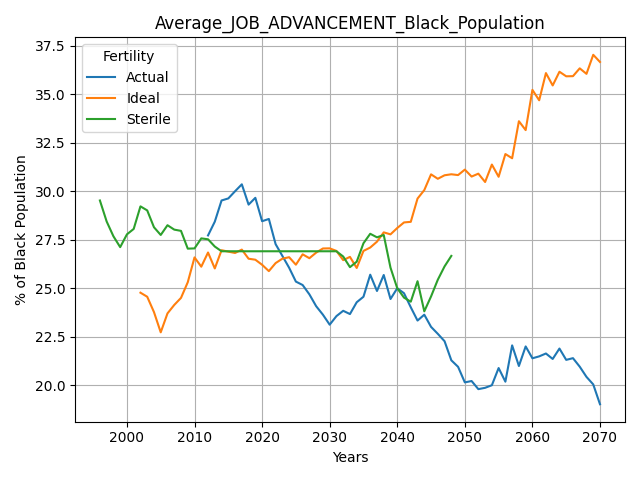 Average_JOB_ADVANCEMENT_Black_Population
Fertility
Actual
Ideal
Sterile
% of Black Population
37.5
35.0
32.5
30.0
27.5
25.0
22.5
20.0
2000 2010 2020 2030 2040 2050 2060 2070
Years